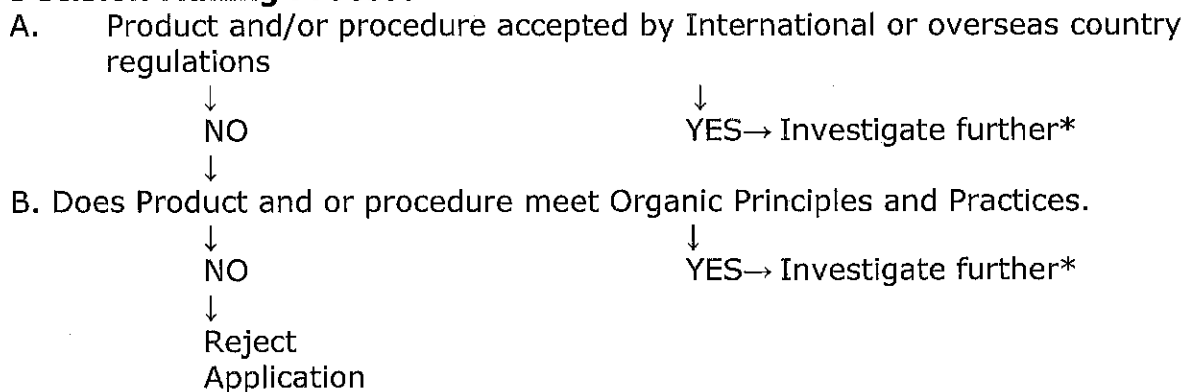 A. Product and/or procedure accepted by International or overseas country
regulations
↓ ↓
NO YES→ Investigate further*
↓
B. Does Product and or procedure meet Organic Principles and Practices.
↓ ↓
NO YES→ Investigate further*
↓
Reject
Application